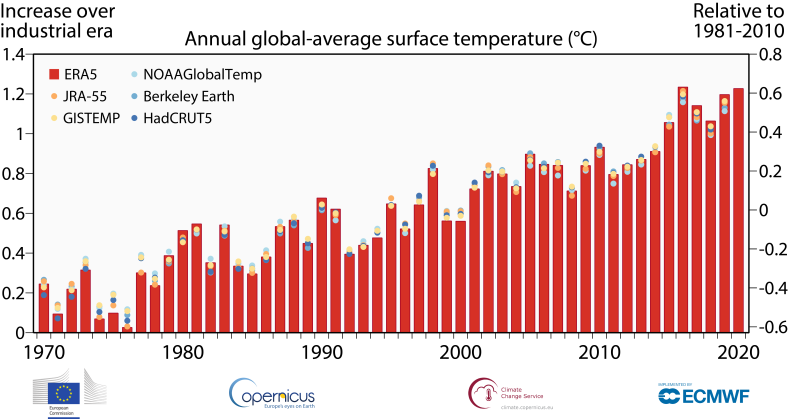 Increase over
industrial era
Relative to
1981-2010
Annual global-average surface temperature (°C)
1.4
1.2
1
0.8
0.6
0.4
0.2
0
0.8
0.6
0.4
0.2
0
-0.2
-0.4
-0.6
ERA5
JRA-55
GISTEMP
NOAAGlobalTemp
Berkeley Earth
HadCRUT5
1970
1980
1990
2000
2010
2020
European
Commission
opernicus
Europe's eyes on Earth
Climate
Change Service
climate.copernicus.eu
IMPLEMENTED BY
ECMWF